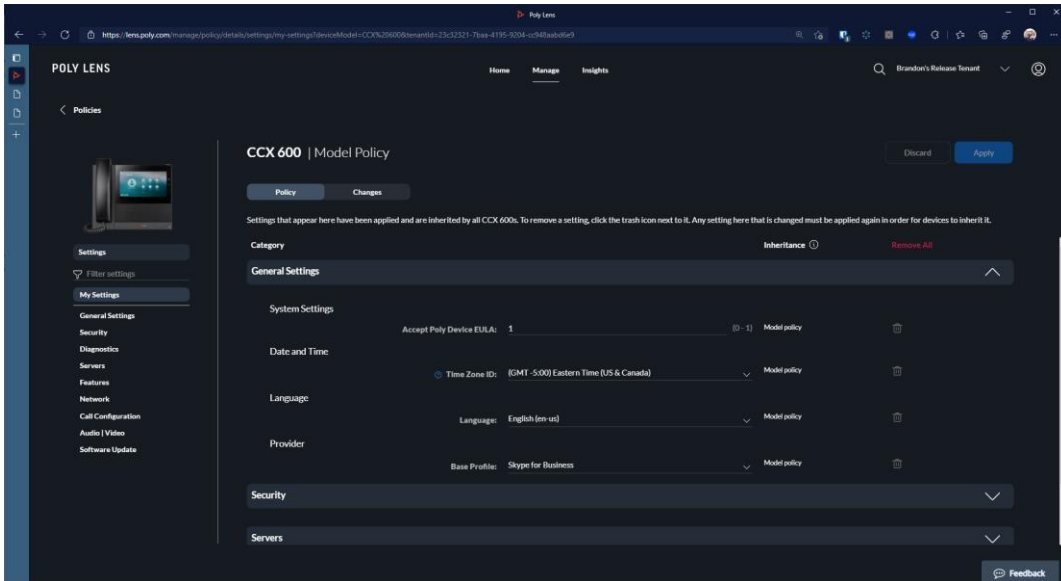 Poly Lens
https://lens.poly.com/manage/policy/details/settings/my-settings?deviceModel=CCX%20600&tenantId=23c32321-7baa-4195-9204-cc948aabd6e9
POLY LENS
Home Manage Insights
Brandon's Release Tenant
Policies
CCX 600 | Model Policy
Discard Apply
Policy Changes
Settings that appear here have been applied and are inherited by all CCX 600s. To remove a setting, click the trash icon next to it. Any setting here that is changed must be applied again in order for devices to inherit it.
Category Inheritance Remove All
Settings
Filter settings
My Settings
General Settings
Security
Diagnostics
Servers
Features
Network
Call Configuration
Audio | Video
Software Update
General Settings
System Settings
Accept Poly Device EULA: 1 (0 - 1) Model policy
Date and Time
Time Zone ID: (GMT -5:00) Eastern Time (US & Canada) Model policy
Language
Language: English (en-us) Model policy
Provider
Base Profile: Skype for Business Model policy
Security
Servers
Feedback